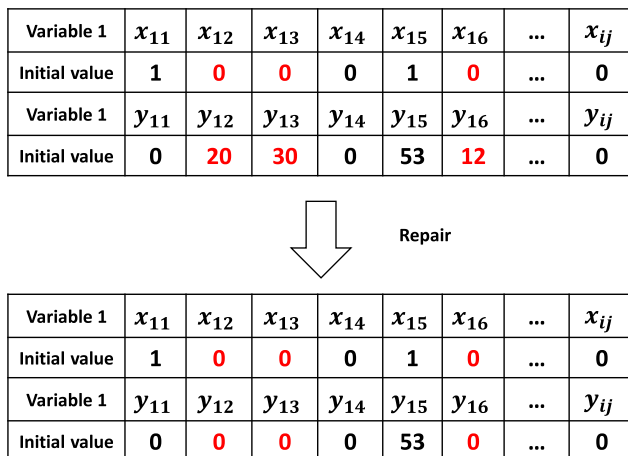 Variable 1 x₁₁ x₁₂ x₁₃ x₁₄ x₁₅ x₁₆ ... xᵢⱼ
Initial value 1 0 0 0 1 0 ... 0
Variable 1 y₁₁ y₁₂ y₁₃ y₁₄ y₁₅ y₁₆ ... yᵢⱼ
Initial value 0 20 30 0 53 12 ... 0
Repair
Variable 1 x₁₁ x₁₂ x₁₃ x₁₄ x₁₅ x₁₆ ... xᵢⱼ
Initial value 1 0 0 0 1 0 ... 0
Variable 1 y₁₁ y₁₂ y₁₃ y₁₄ y₁₅ y₁₆ ... yᵢⱼ
Initial value 0 0 0 0 53 0 ... 0